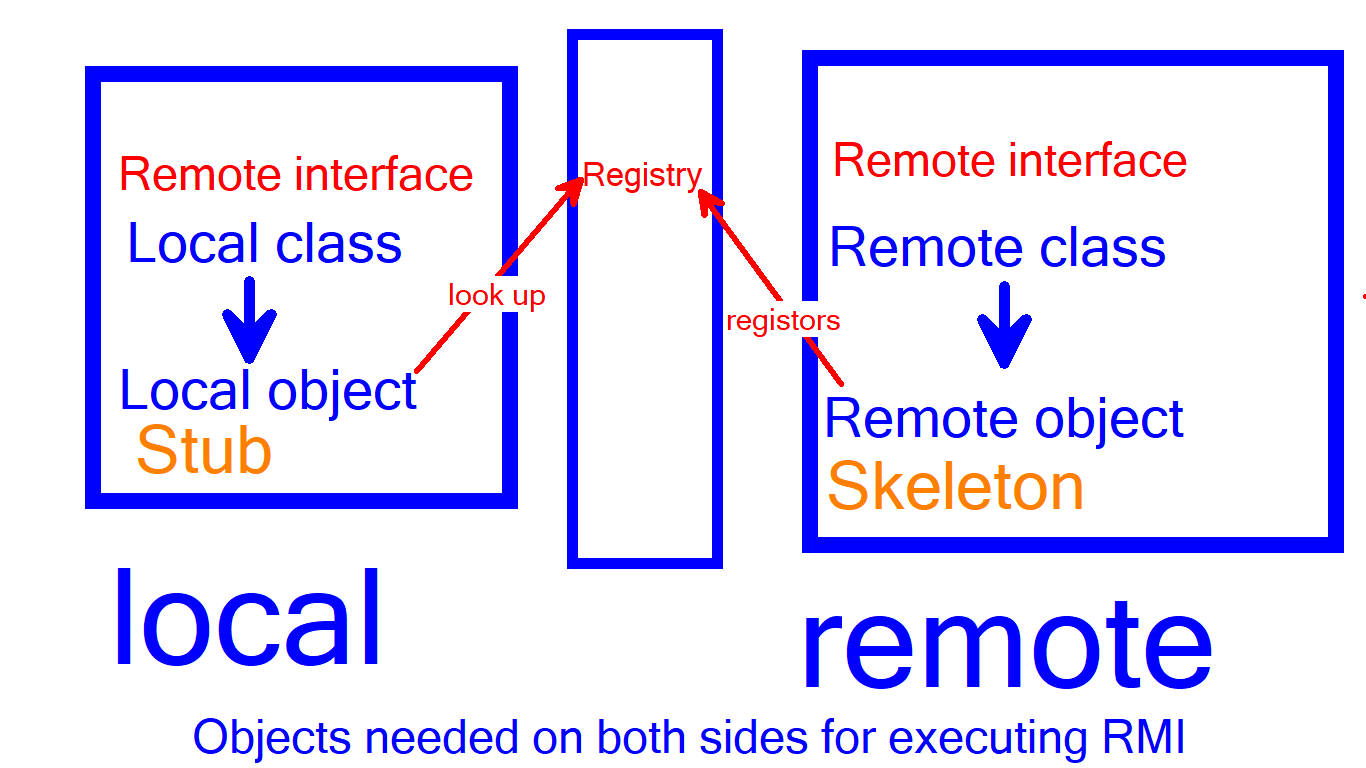 Remote interface
Local class
Local object
Stub
look up
Registry
registors
Remote interface
Remote class
Remote object
Skeleton
local
remote
Objects needed on both sides for executing RMI